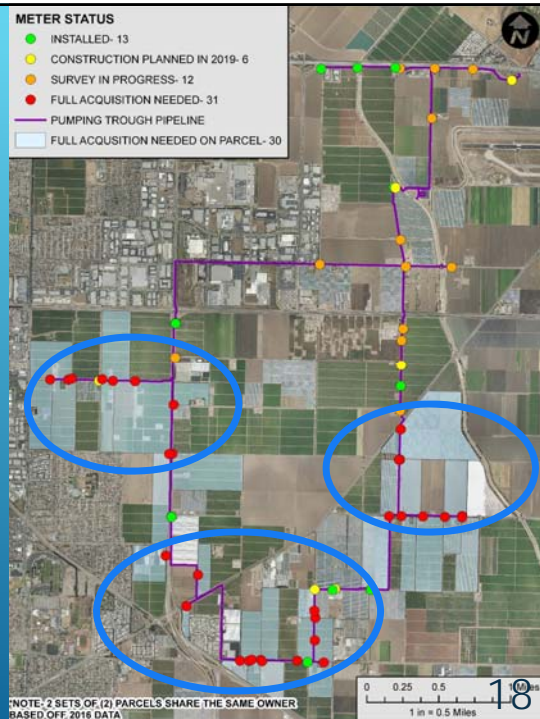 METER STATUS
INSTALLED- 13
CONSTRUCTION PLANNED IN 2019- 6
SURVEY IN PROGRESS- 12
FULL ACQUISITION NEEDED- 31
PUMPING TROUGH PIPELINE
FULL ACQUSITION NEEDED ON PARCEL- 30
N
*NOTE- 2 SETS OF (2) PARCELS SHARE THE SAME OWNER
BASED OFF 2016 DATA
0 0.25 0.5 1 Miles
1 in = 0.5 Miles
18